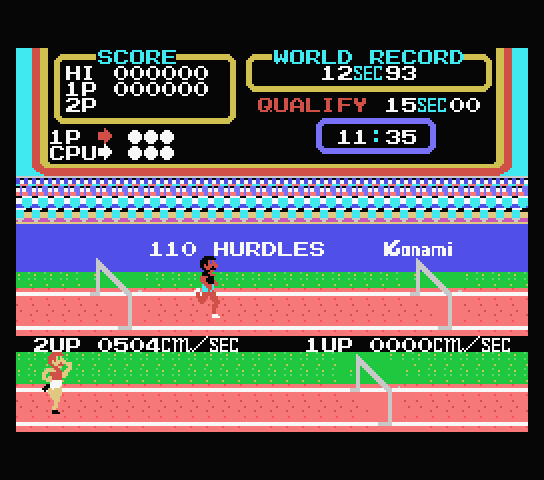 SCORE
WORLD RECORD
HI 000000
12SEC93
1P 000000
2P
QUALIFY 15SEC00
1P
11:35
CPU
110 HURDLES Konami
2UP 0504CM/SEC 1UP 0000CM/SEC